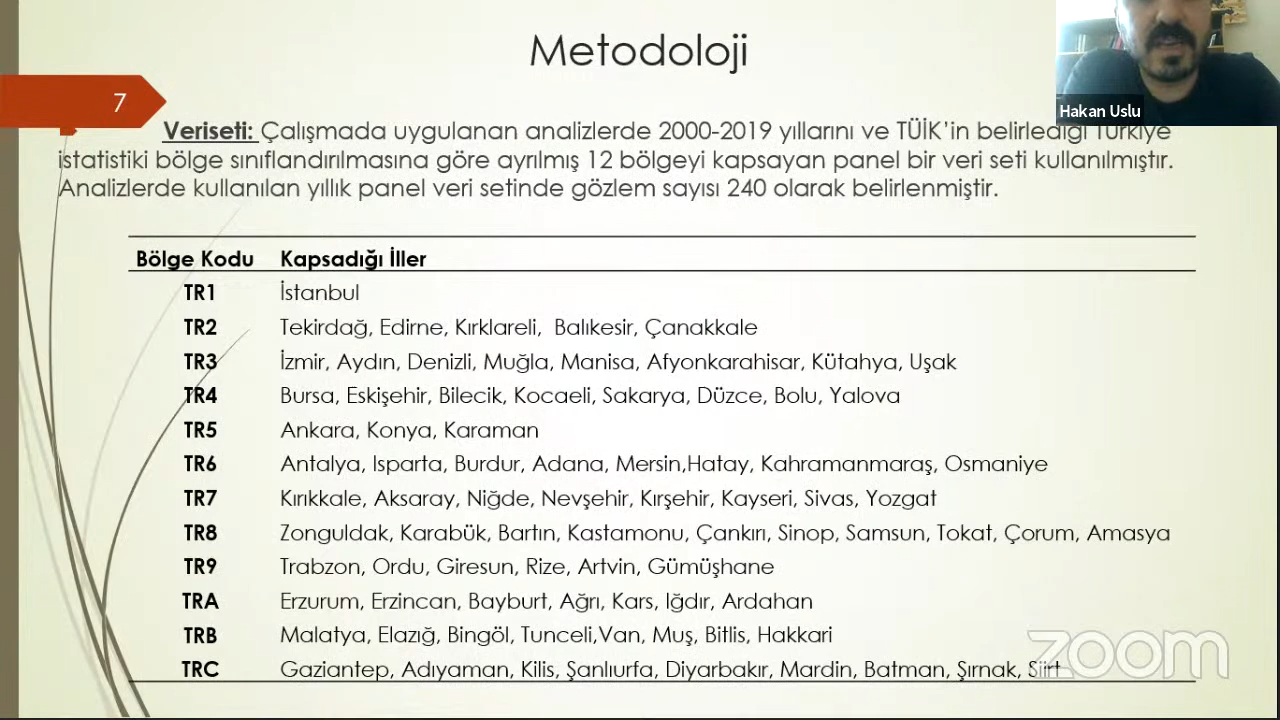 Metodoloji
7
Hakan Uslu
Veriseti: Çalışmada uygulanan analizlerde 2000-2019 yıllarını ve TÜİK'in belirlediği Türkiye
istatistiki bölge sınıflandırılmasına göre ayrılmış 12 bölgeyi kapsayan panel bir veri seti kullanılmıştır.
Analizlerde kullanılan yıllık panel veri setinde gözlem sayısı 240 olarak belirlenmiştir.
Bölge Kodu Kapsadığı İller
TR1 İstanbul
TR2 Tekirdağ, Edirne, Kırklareli, Balıkesir, Çanakkale
TR3 İzmir, Aydın, Denizli, Muğla, Manisa, Afyonkarahisar, Kütahya, Uşak
TR4 Bursa, Eskişehir, Bilecik, Kocaeli, Sakarya, Düzce, Bolu, Yalova
TR5 Ankara, Konya, Karaman
TR6 Antalya, Isparta, Burdur, Adana, Mersin,Hatay, Kahramanmaraş, Osmaniye
TR7 Kırıkkale, Aksaray, Niğde, Nevşehir, Kırşehir, Kayseri, Sivas, Yozgat
TR8 Zonguldak, Karabük, Bartın, Kastamonu, Çankırı, Sinop, Samsun, Tokat, Çorum, Amasya
TR9 Trabzon, Ordu, Giresun, Rize, Artvin, Gümüşhane
TRA Erzurum, Erzincan, Bayburt, Ağrı, Kars, Iğdır, Ardahan
TRB Malatya, Elazığ, Bingöl, Tunceli,Van, Muş, Bitlis, Hakkari
TRC Gaziantep, Adıyaman, Kilis, Şanlıurfa, Diyarbakır, Mardin, Batman, Şırnak, Siirt
zoom